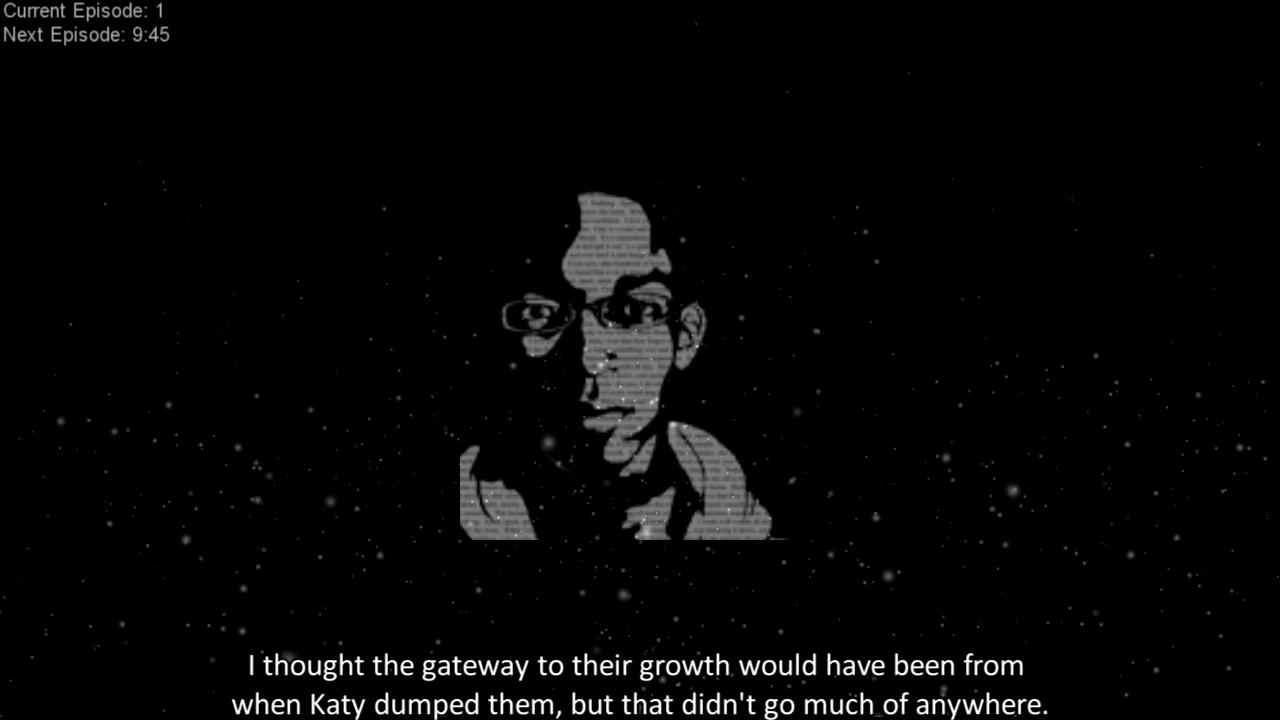 Current Episode: 1
Next Episode: 9:45
I thought the gateway to their growth would have been from
when Katy dumped them, but that didn't go much of anywhere.